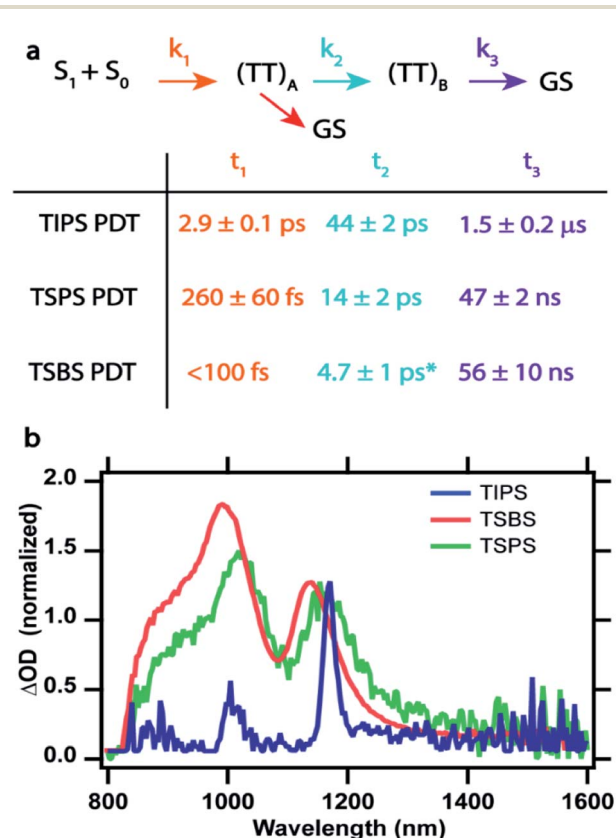 a
k₁ k₂ k₃
S₁ + S₀ (TT)A (TT)B GS
GS
t₁ t₂ t₃
TIPS PDT 2.9 ± 0.1 ps 44 ± 2 ps 1.5 ± 0.2 µs
TSPS PDT 260 ± 60 fs 14 ± 2 ps 47 ± 2 ns
TSBS PDT <100 fs 4.7 ± 1 ps* 56 ± 10 ns
b
2.0
1.5
1.0
0.5
0.0
ΔOD (normalized)
TIPS
TSBS
TSPS
800 1000 1200 1400 1600
Wavelength (nm)